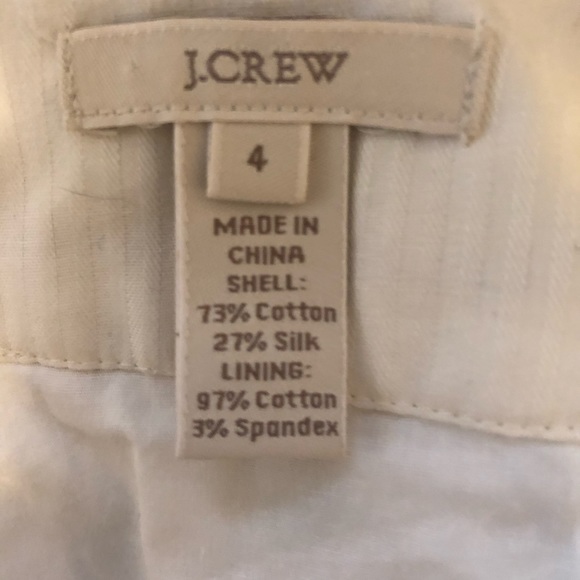 J.CREW
4
MADE IN
CHINA
SHELL:
73% Cotton
27% Silk
LINING:
97% Cotton
3% Spandex